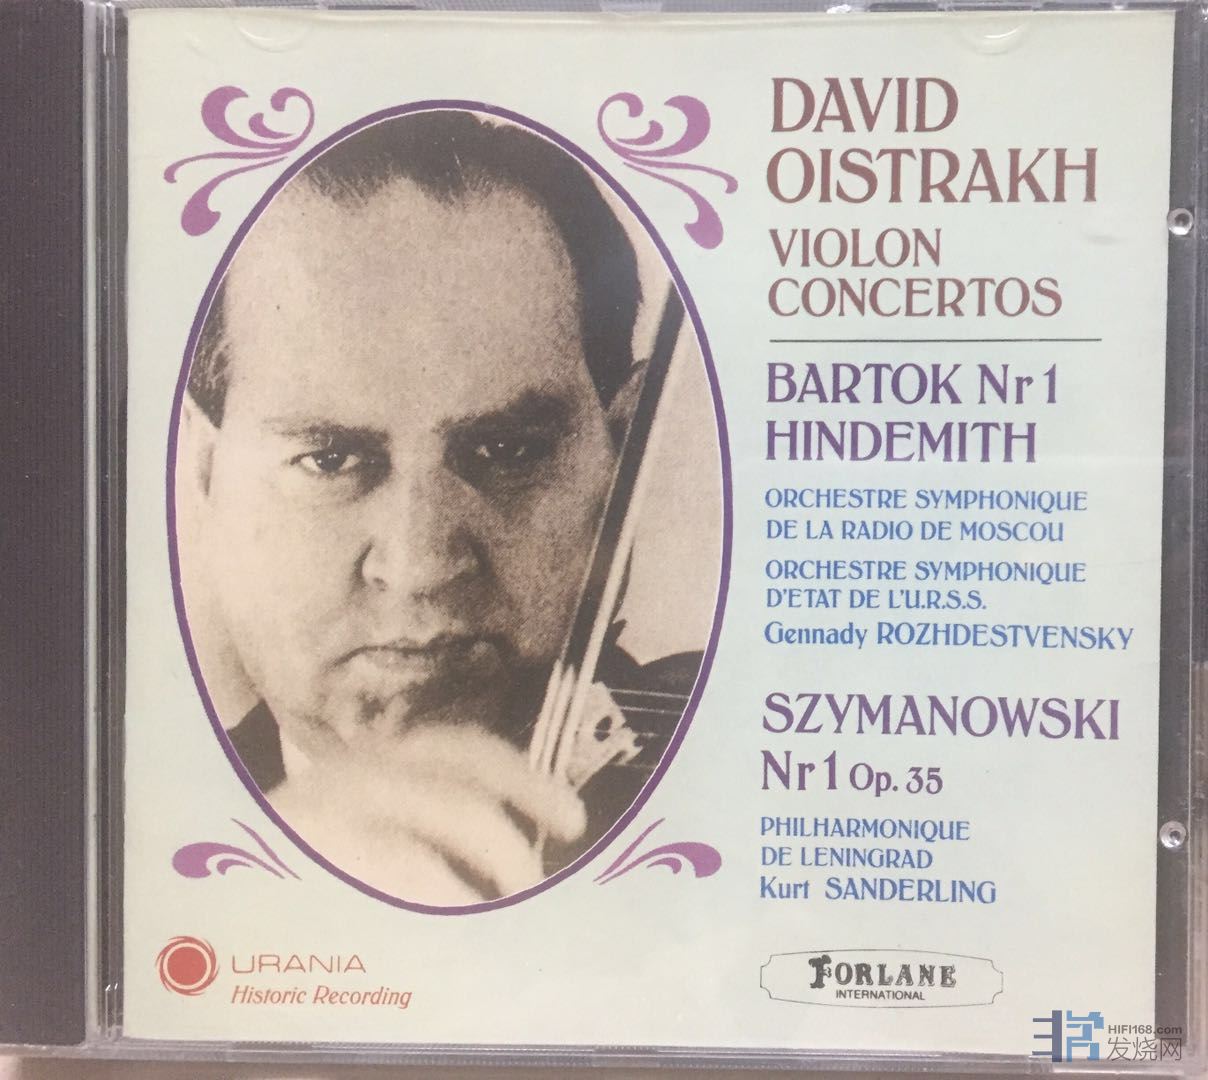 DAVID
OISTRAKH
VIOLON
CONCERTOS
BARTOK Nr 1
HINDEMITH
ORCHESTRE SYMPHONIQUE
DE LA RADIO DE MOSCOU
ORCHESTRE SYMPHONIQUE
D'ETAT DE L'U.R.S.S.
Gennady ROZHDESTVENSKY
SZYMANOWSKI
Nr 1 Op. 35
PHILHARMONIQUE
DE LENINGRAD
Kurt SANDERLING
URANIA
Historic Recording
FORLANE
INTERNATIONAL
HIFI168.com
发烧网